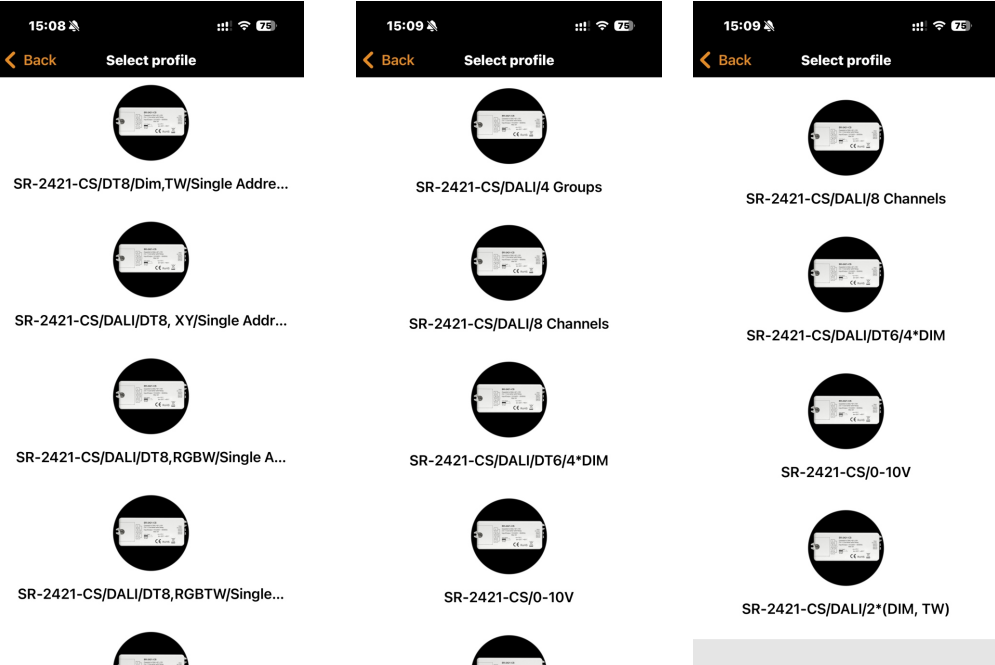 15:08
75
Back
Select profile
SR-2421-CS/DT8/Dim,TW/Single Addre...
SR-2421-CS/DALI/DT8, XY/Single Addr...
SR-2421-CS/DALI/DT8,RGBW/Single A...
SR-2421-CS/DALI/DT8,RGBTW/Single...
15:09
75
Back
Select profile
SR-2421-CS/DALI/4 Groups
SR-2421-CS/DALI/8 Channels
SR-2421-CS/DALI/DT6/4*DIM
SR-2421-CS/0-10V
15:09
75
Back
Select profile
SR-2421-CS/DALI/8 Channels
SR-2421-CS/DALI/DT6/4*DIM
SR-2421-CS/0-10V
SR-2421-CS/DALI/2*(DIM, TW)